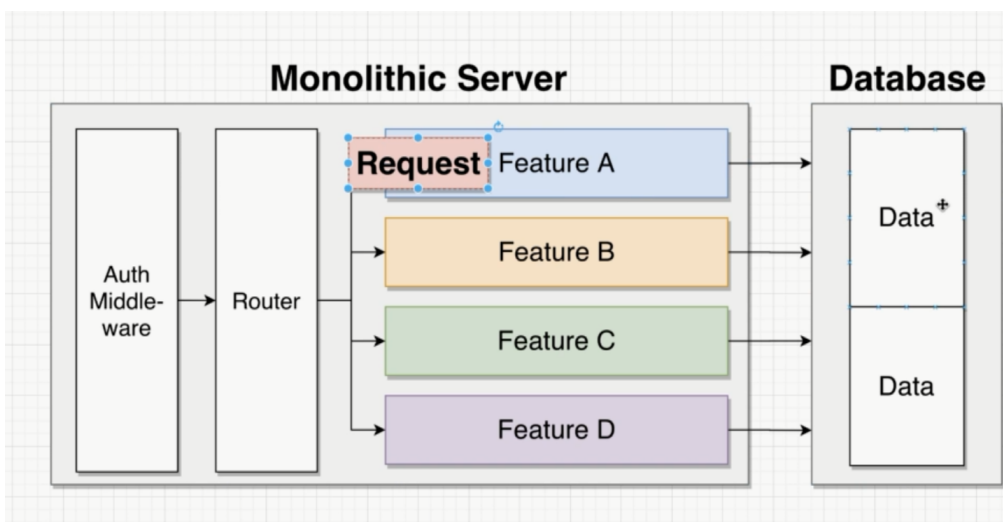 Monolithic Server
Database
Request
Feature A
Feature B
Feature C
Feature D
Auth
Middle-
ware
Router
Data
Data